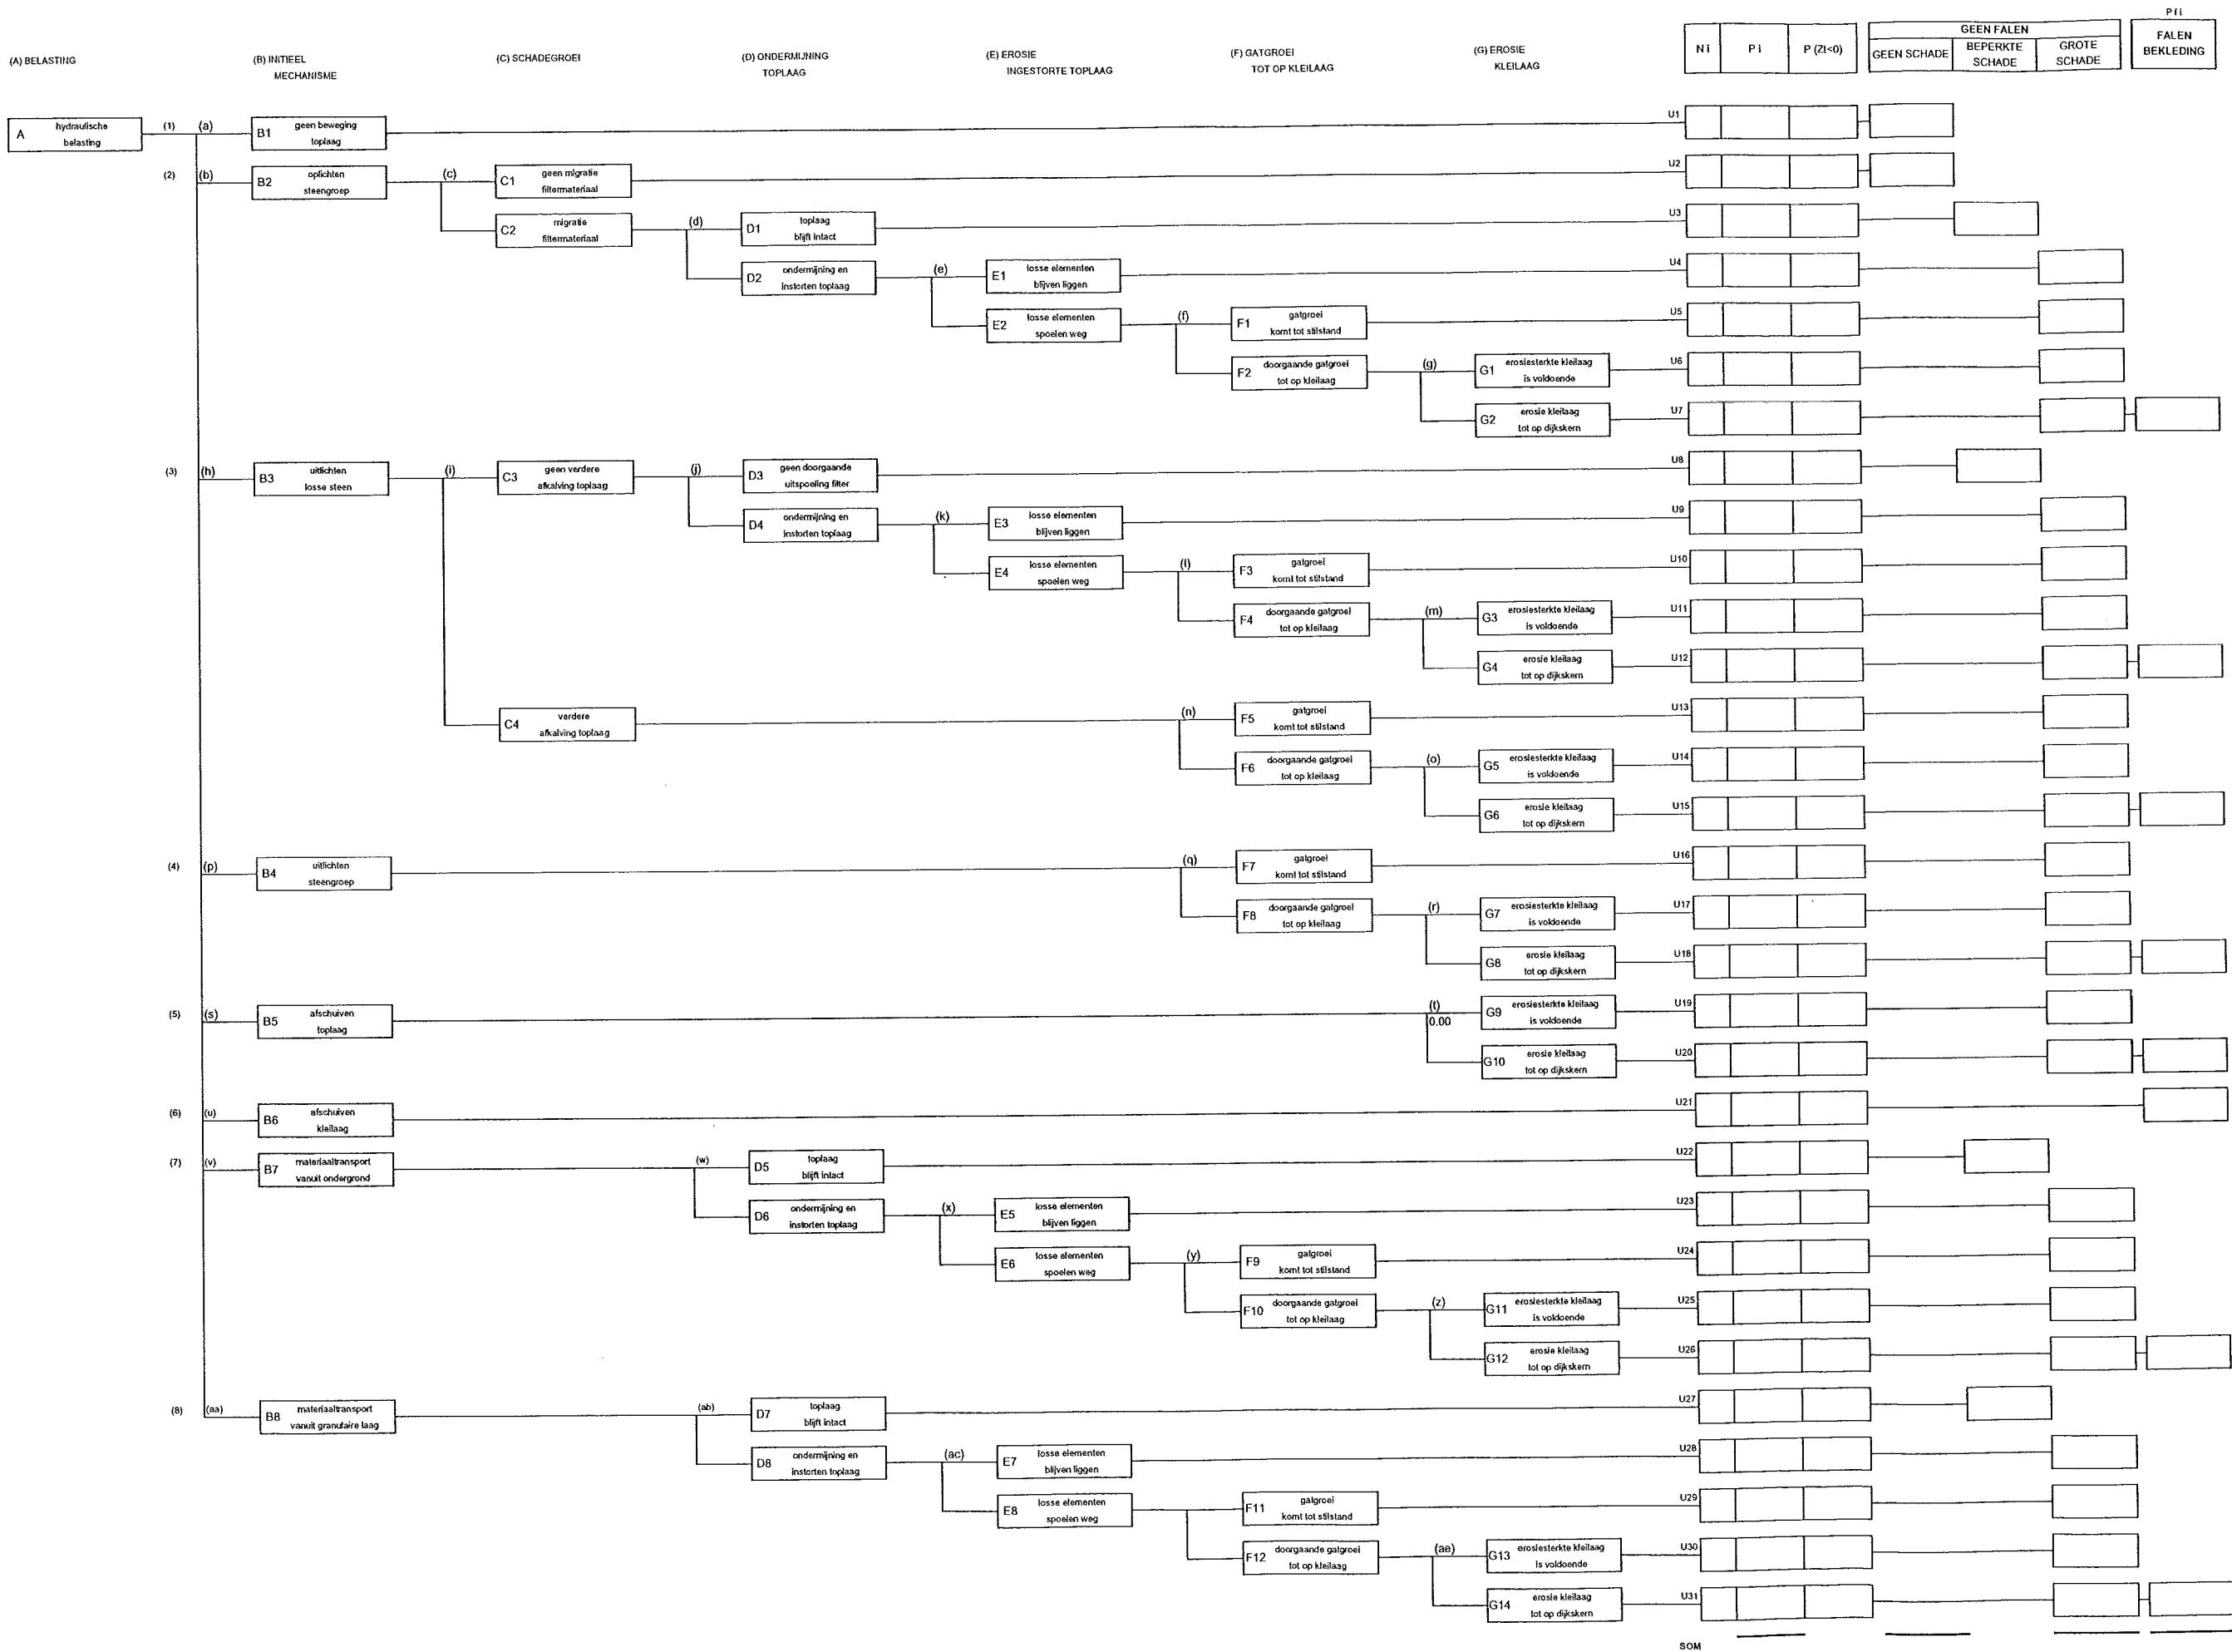 P f i
(A) BELASTING
(B) INITIEEL
MECHANISME
(C) SCHADEGROEI
(D) ONDERMIJNING
TOPLAAG
(E) EROSIE
INGESTORTE TOPLAAG
(F) GATGROEI
TOT OP KLEILAAG
(G) EROSIE
KLEILAAG
N i
P i
P (Zt<0)
GEEN FALEN
GEEN SCHADE
BEPERKTE
SCHADE
GROTE
SCHADE
FALEN
BEKLEDING
A hydraulische
belasting
(1) (a)
B1 geen beweging
toplaag
U1
(2) (b)
B2 oplichten
steengroep
(c)
C1 geen migratie
filtermateriaal
U2
C2 migratie
filtermateriaal
(d)
D1 toplaag
blijft intact
U3
D2 ondermijning en
instorten toplaag
(e)
E1 losse elementen
blijven liggen
U4
E2 losse elementen
spoelen weg
(f)
F1 gatgroei
komt tot stilstand
U5
F2 doorgaande gatgroei
tot op kleilaag
(g)
G1 erosiesterkte kleilaag
is voldoende
U6
G2 erosie kleilaag
tot op dijkskern
U7
(3) (h)
B3 uitlichten
losse steen
(i)
C3 geen verdere
afkalving toplaag
(j)
D3 geen doorgaande
uitspoeling filter
U8
D4 ondermijning en
instorten toplaag
(k)
E3 losse elementen
blijven liggen
U9
E4 losse elementen
spoelen weg
(l)
F3 gatgroei
komt tot stilstand
U10
F4 doorgaande gatgroei
tot op kleilaag
(m)
G3 erosiesterkte kleilaag
is voldoende
U11
G4 erosie kleilaag
tot op dijkskern
U12
C4 verdere
afkalving toplaag
(n)
F5 gatgroei
komt tot stilstand
U13
F6 doorgaande gatgroei
tot op kleilaag
(o)
G5 erosiesterkte kleilaag
is voldoende
U14
G6 erosie kleilaag
tot op dijkskern
U15
(4) (p)
B4 uitlichten
steengroep
(q)
F7 gatgroei
komt tot stilstand
U16
F8 doorgaande gatgroei
tot op kleilaag
(r)
G7 erosiesterkte kleilaag
is voldoende
U17
G8 erosie kleilaag
tot op dijkskern
U18
(5) (s)
B5 afschuiven
toplaag
(t)
0.00
G9 erosiesterkte kleilaag
is voldoende
U19
G10 erosie kleilaag
tot op dijkskern
U20
(6) (u)
B6 afschuiven
kleilaag
U21
(7) (v)
B7 materiaaltransport
vanuit ondergrond
(w)
D5 toplaag
blijft intact
U22
D6 ondermijning en
instorten toplaag
(x)
E5 losse elementen
blijven liggen
U23
E6 losse elementen
spoelen weg
(y)
F9 gatgroei
komt tot stilstand
U24
F10 doorgaande gatgroei
tot op kleilaag
(z)
G11 erosiesterkte kleilaag
is voldoende
U25
G12 erosie kleilaag
tot op dijkskern
U26
(8) (aa)
B8 materiaaltransport
vanuit granulaire laag
(ab)
D7 toplaag
blijft intact
U27
D8 ondermijning en
instorten toplaag
(ac)
E7 losse elementen
blijven liggen
U28
E8 losse elementen
spoelen weg
F11 gatgroei
komt tot stilstand
U29
F12 doorgaande gatgroei
tot op kleilaag
(ae)
G13 erosiesterkte kleilaag
is voldoende
U30
G14 erosie kleilaag
tot op dijkskern
U31
SOM